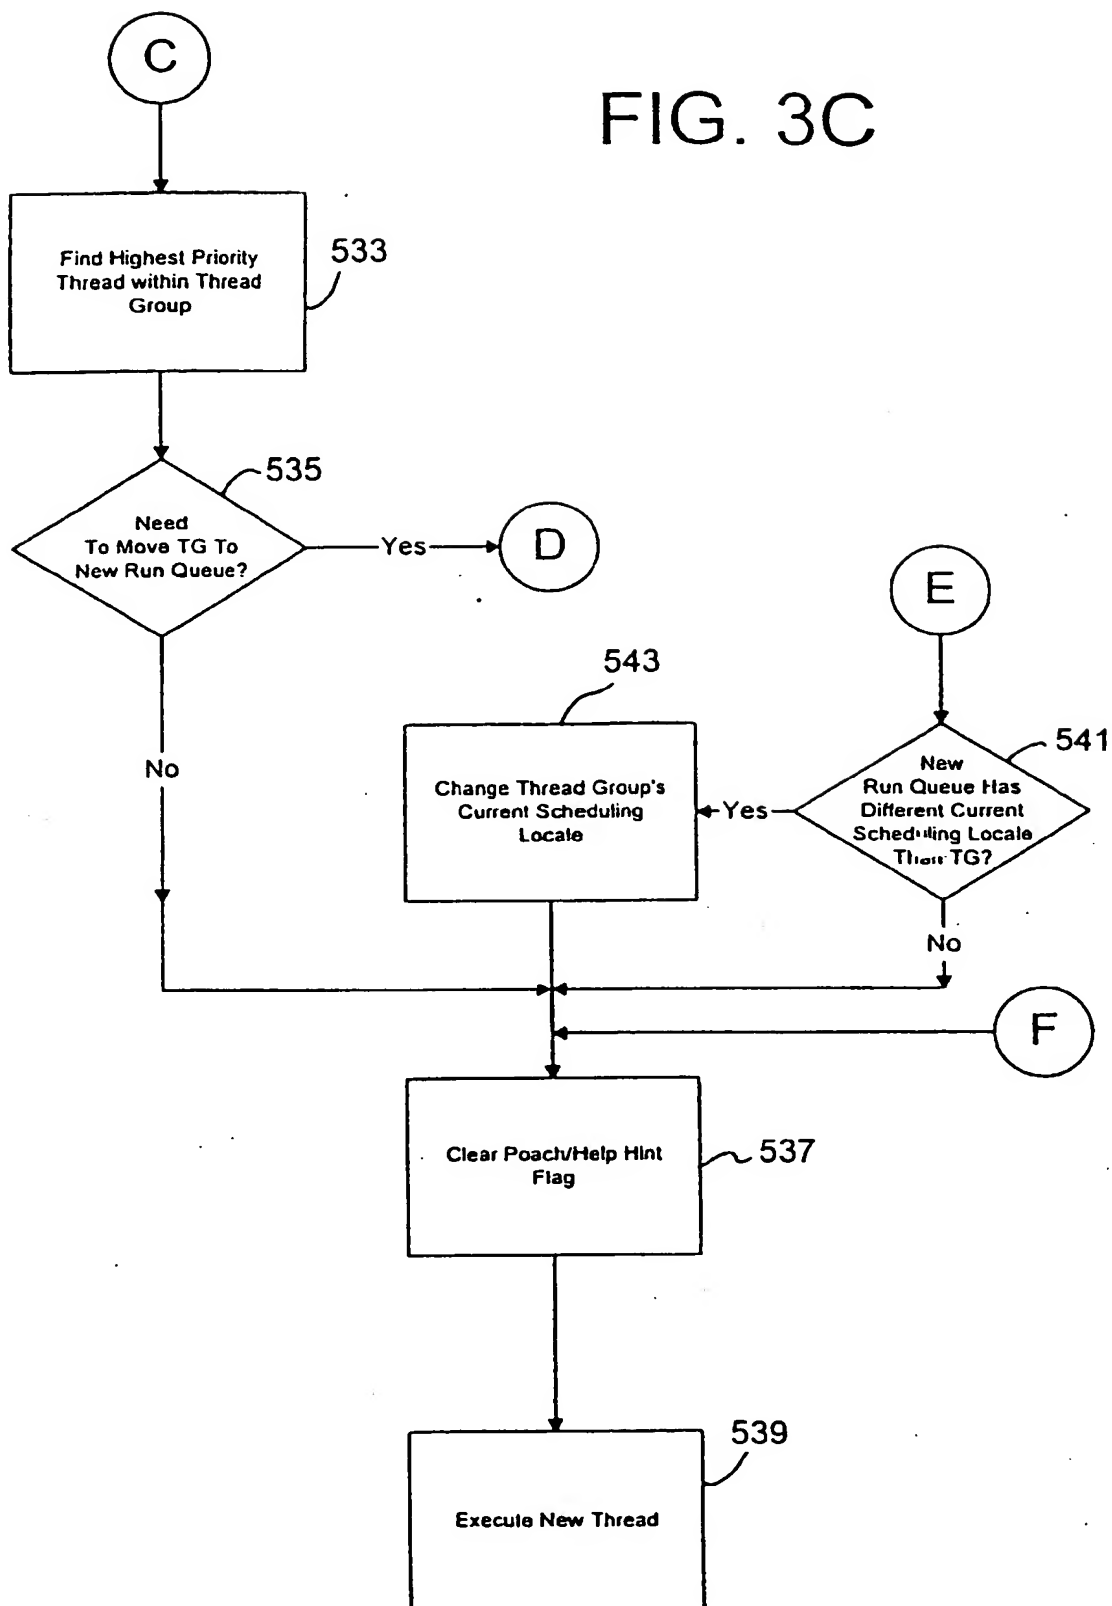 C
FIG. 3C
Find Highest Priority
Thread within Thread
Group
533
535
Need
To Move TG To
New Run Queue?
Yes
D
E
543
541
No
Change Thread Group's
Current Scheduling
Locale
Yes
New
Run Queue Has
Different Current
Scheduling Locale
Than TG?
No
F
Clear Poach/Help Hint
Flag
537
539
Execute New Thread